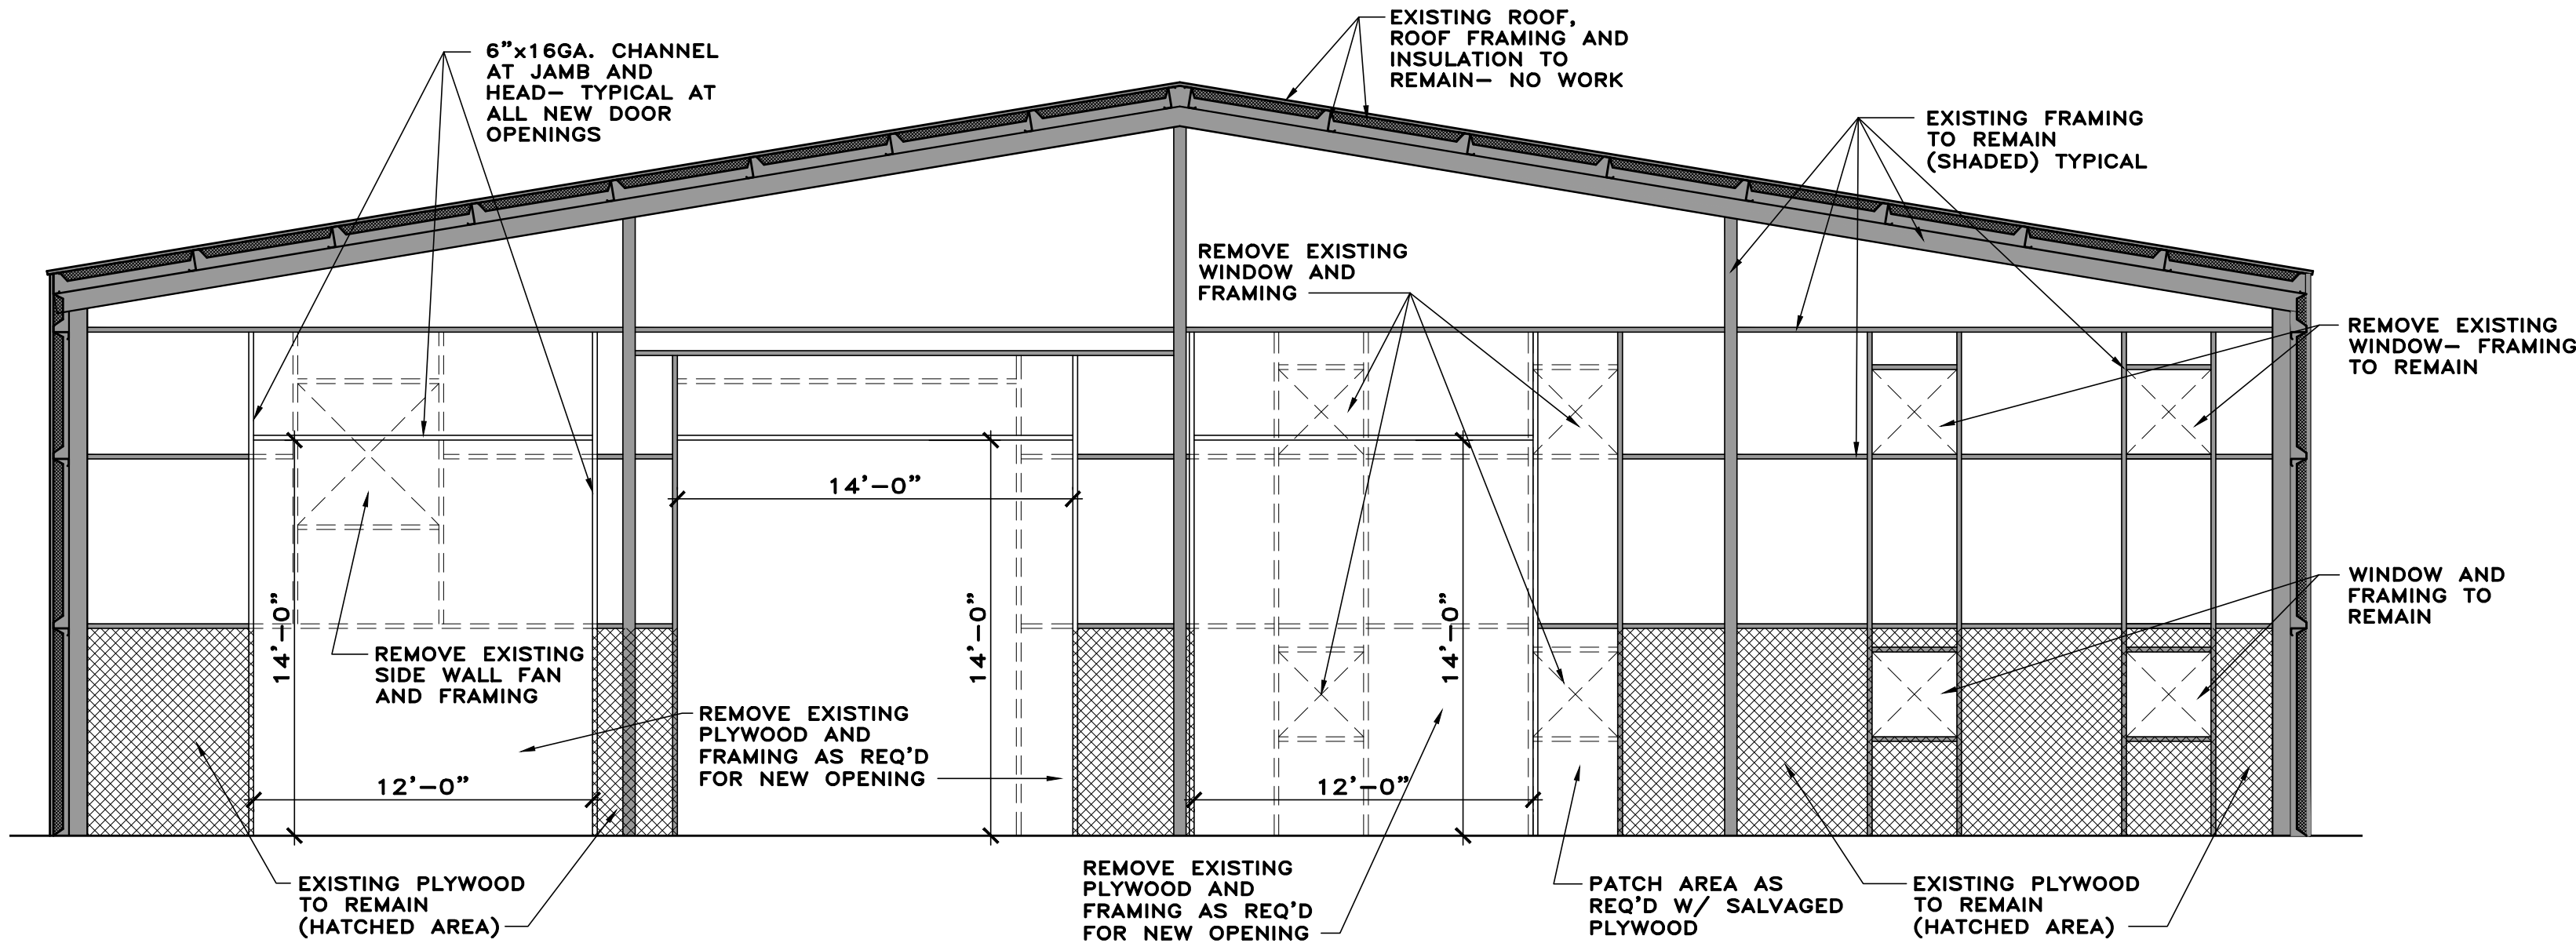 6”x16GA. CHANNEL
AT JAMB AND
HEAD– TYPICAL AT
ALL NEW DOOR
OPENINGS
EXISTING ROOF,
ROOF FRAMING AND
INSULATION TO
REMAIN– NO WORK
EXISTING FRAMING
TO REMAIN
(SHADED) TYPICAL
REMOVE EXISTING
WINDOW AND
FRAMING
REMOVE EXISTING
WINDOW– FRAMING
TO REMAIN
14’–0”
14’–0”
14’–0”
14’–0”
WINDOW AND
FRAMING TO
REMAIN
REMOVE EXISTING
SIDE WALL FAN
AND FRAMING
REMOVE EXISTING
PLYWOOD AND
FRAMING AS REQ’D
FOR NEW OPENING
12’–0”
12’–0”
EXISTING PLYWOOD
TO REMAIN
(HATCHED AREA)
REMOVE EXISTING
PLYWOOD AND
FRAMING AS REQ’D
FOR NEW OPENING
PATCH AREA AS
REQ’D W/ SALVAGED
PLYWOOD
EXISTING PLYWOOD
TO REMAIN
(HATCHED AREA)